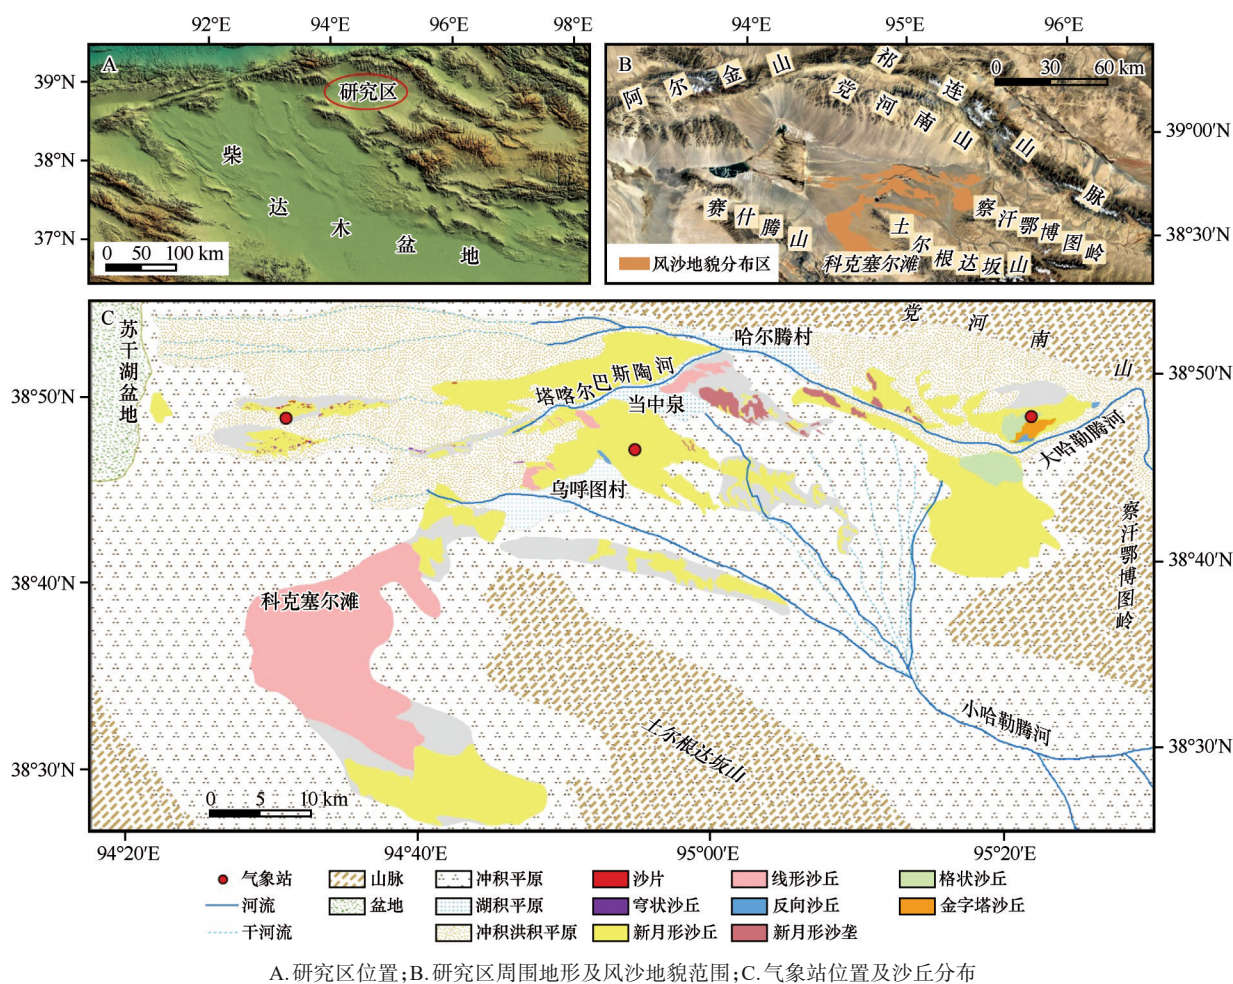 92°E 94°E 96°E 98°E
94°E 95°E 96°E
A
39°N
38°N
37°N
研究区
柴达木盆地
0 50 100 km
B
阿尔金山
祁连山脉
党河南山
0 30 60 km
39°00′N
38°50′N
赛什腾山
察汗鄂博图岭
土尔根达坂山
科克塞尔滩
风沙地貌分布区
C
苏干湖盆地
党河南山
哈尔腾村
塔喀尔巴斯陶河
当中泉
大哈勒腾河
乌呼图村
察汗鄂博图岭
科克塞尔滩
小哈勒腾河
土尔根达坂山
38°50′N
38°40′N
38°30′N
38°50′N
38°40′N
38°30′N
0 5 10 km
94°20′E 94°40′E 95°00′E 95°20′E
气象站 山脉 冲积平原 沙片 线形沙丘 格状沙丘
河流 盆地 湖积平原 穹状沙丘 反向沙丘 金字塔沙丘
干河流 冲积洪积平原 新月形沙丘 新月形沙垄
A.研究区位置;B.研究区周围地形及风沙地貌范围;C.气象站位置及沙丘分布